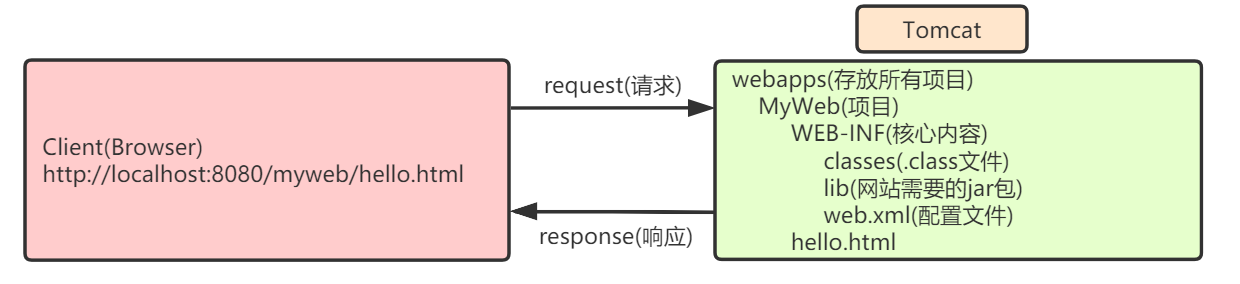 Tomcat
Client(Browser)
http://localhost:8080/myweb/hello.html
request(请求)
response(响应)
webapps(存放所有项目)
MyWeb(项目)
WEB-INF(核心内容)
classes(.class文件)
lib(网站需要的jar包)
web.xml(配置文件)
hello.html